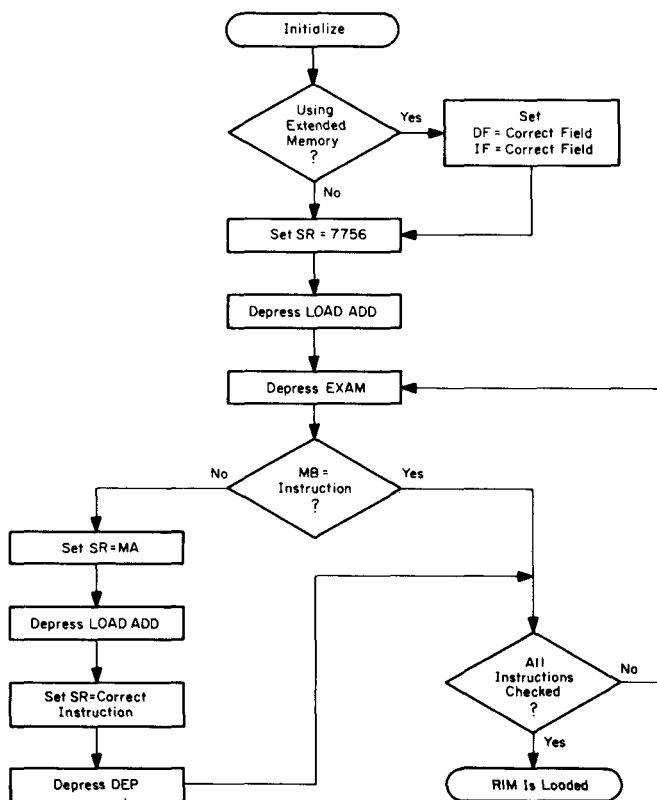 Initialize
Using
Extended
Memory
?
Yes
Set
DF = Correct Field
IF = Correct Field
No
Set SR = 7756
Depress LOAD ADD
Depress EXAM
No
MB =
Instruction
?
Yes
Set SR=MA
Depress LOAD ADD
Set SR=Correct
Instruction
Depress DEP
All
Instructions
Checked
?
No
Yes
RIM Is Loaded